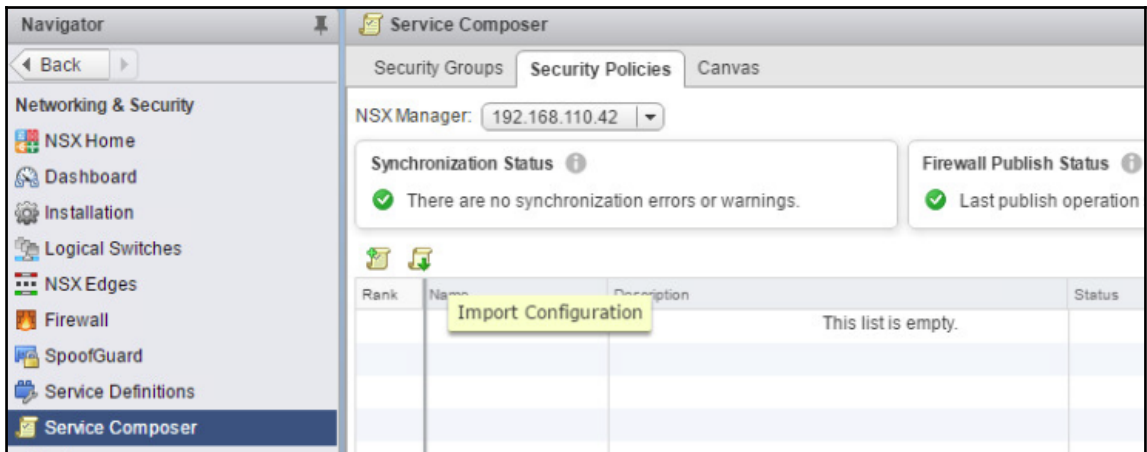 Navigator
Back
Networking & Security
NSX Home
Dashboard
Installation
Logical Switches
NSX Edges
Firewall
SpoofGuard
Service Definitions
Service Composer
Service Composer
Security Groups Security Policies Canvas
NSX Manager: 192.168.110.42
Synchronization Status
There are no synchronization errors or warnings.
Firewall Publish Status
Last publish operation
Rank Name Description Status
Import Configuration
This list is empty.